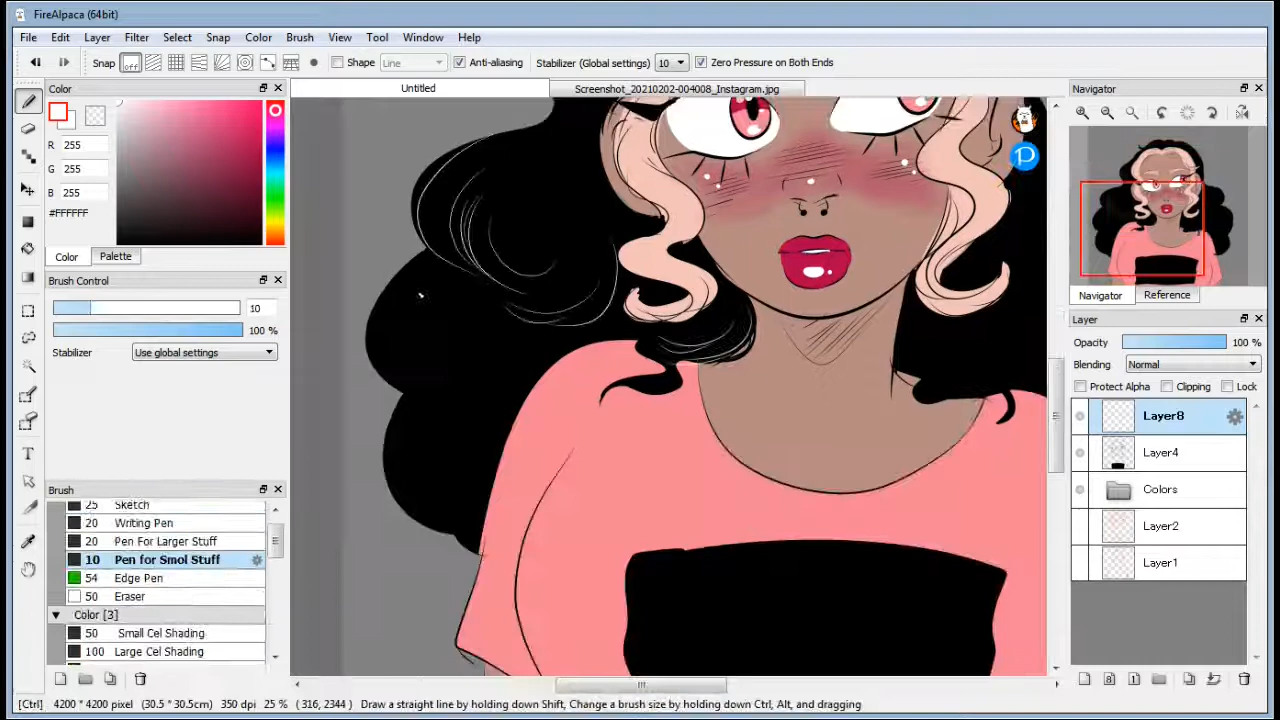 FireAlpaca (64bit)
File Edit Layer Filter Select Snap Color Brush View Tool Window Help
Snap off Shape Line Anti-aliasing Stabilizer (Global settings) 10 Zero Pressure on Both Ends
Color
Untitled
Screenshot_20210202-004008_Instagram.jpg
Navigator
R 255
G 255
B 255
#FFFFFF
Color Palette
Brush Control
10
100 %
Stabilizer Use global settings
Navigator Reference
Layer
Opacity 100 %
Blending Normal
Protect Alpha Clipping Lock
Layer8
Layer4
Colors
Layer2
Layer1
Brush
25 Sketch
20 Writing Pen
20 Pen For Larger Stuff
10 Pen for Smol Stuff
54 Edge Pen
50 Eraser
Color [3]
50 Small Cel Shading
100 Large Cel Shading
[Ctrl] 4200 * 4200 pixel (30.5 * 30.5cm) 350 dpi 25 % ( 316, 2344 ) Draw a straight line by holding down Shift, Change a brush size by holding down Ctrl, Alt, and dragging